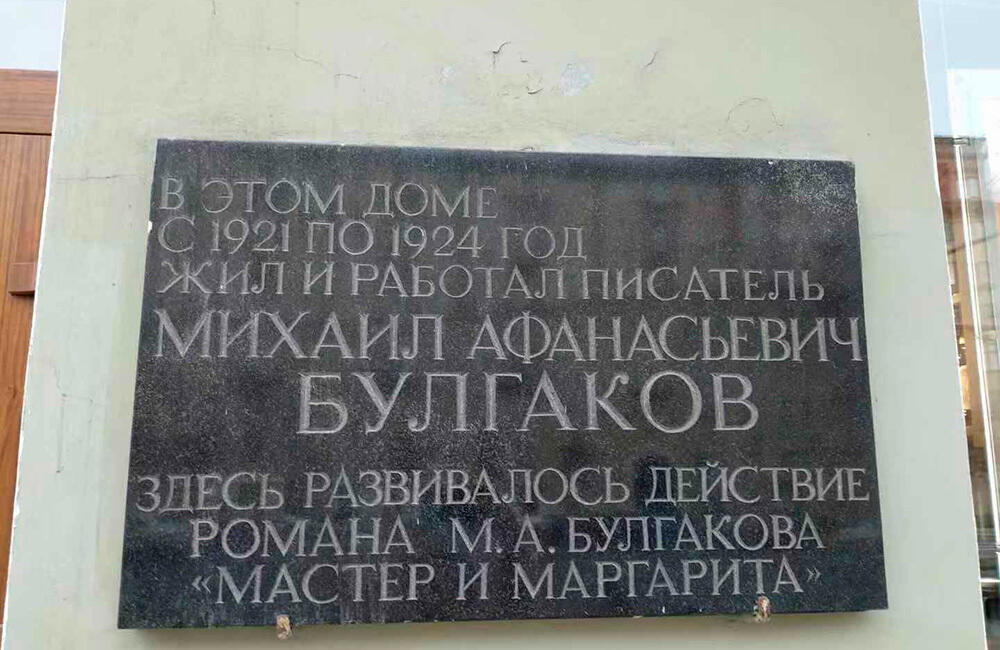 В ЭТОМ ДОМЕ
С 1921 ПО 1924 ГОД
ЖИЛ И РАБОТАЛ ПИСАТЕЛЬ
МИХАИЛ АФАНАСЬЕВИЧ
БУЛГАКОВ
ЗДЕСЬ РАЗВИВАЛОСЬ ДЕЙСТВИЕ
РОМАНА М.А. БУЛГАКОВА
«МАСТЕР И МАРГАРИТА»